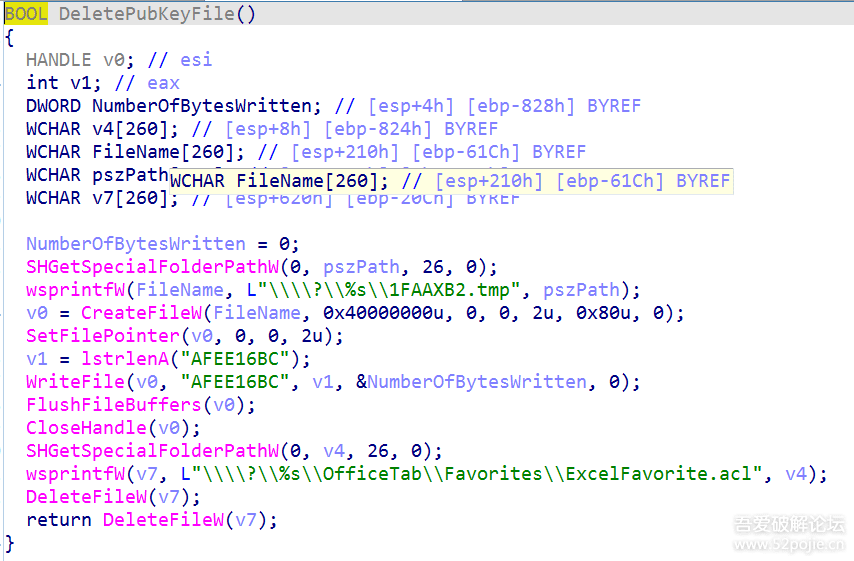 BOOL DeletePubKeyFile()
{
HANDLE v0; // esi
int v1; // eax
DWORD NumberOfBytesWritten; // [esp+4h] [ebp-828h] BYREF
WCHAR v4[260]; // [esp+8h] [ebp-824h] BYREF
WCHAR FileName[260]; // [esp+210h] [ebp-61Ch] BYREF
WCHAR pszPath
WCHAR FileName[260]; // [esp+210h] [ebp-61Ch] BYREF
WCHAR v7[260]; // [esp+620h] [ebp-20Ch] BYREF
NumberOfBytesWritten = 0;
SHGetSpecialFolderPathW(0, pszPath, 26, 0);
wsprintfW(FileName, L"\\\\?\\%s\\1FAAXB2.tmp", pszPath);
v0 = CreateFileW(FileName, 0x40000000u, 0, 0, 2u, 0x80u, 0);
SetFilePointer(v0, 0, 0, 2u);
v1 = lstrlenA("AFEE16BC");
WriteFile(v0, "AFEE16BC", v1, &NumberOfBytesWritten, 0);
FlushFileBuffers(v0);
CloseHandle(v0);
SHGetSpecialFolderPathW(0, v4, 26, 0);
wsprintfW(v7, L"\\\\?\\%s\\OfficeTab\\Favorites\\ExcelFavorite.acl", v4);
DeleteFileW(v7);
return DeleteFileW(v7);
}
吾爱破解论坛
www.52pojie.cn